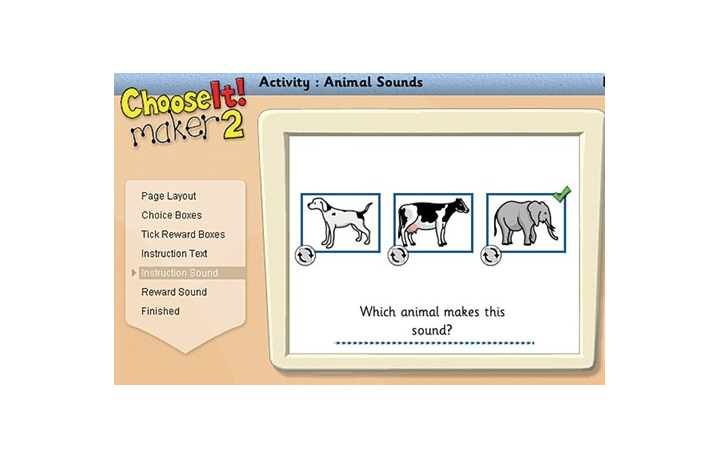 Activity : Animal Sounds
ChooseIt!
maker 2
Page Layout
Choice Boxes
Tick Reward Boxes
Instruction Text
Instruction Sound
Reward Sound
Finished
Which animal makes this
sound?